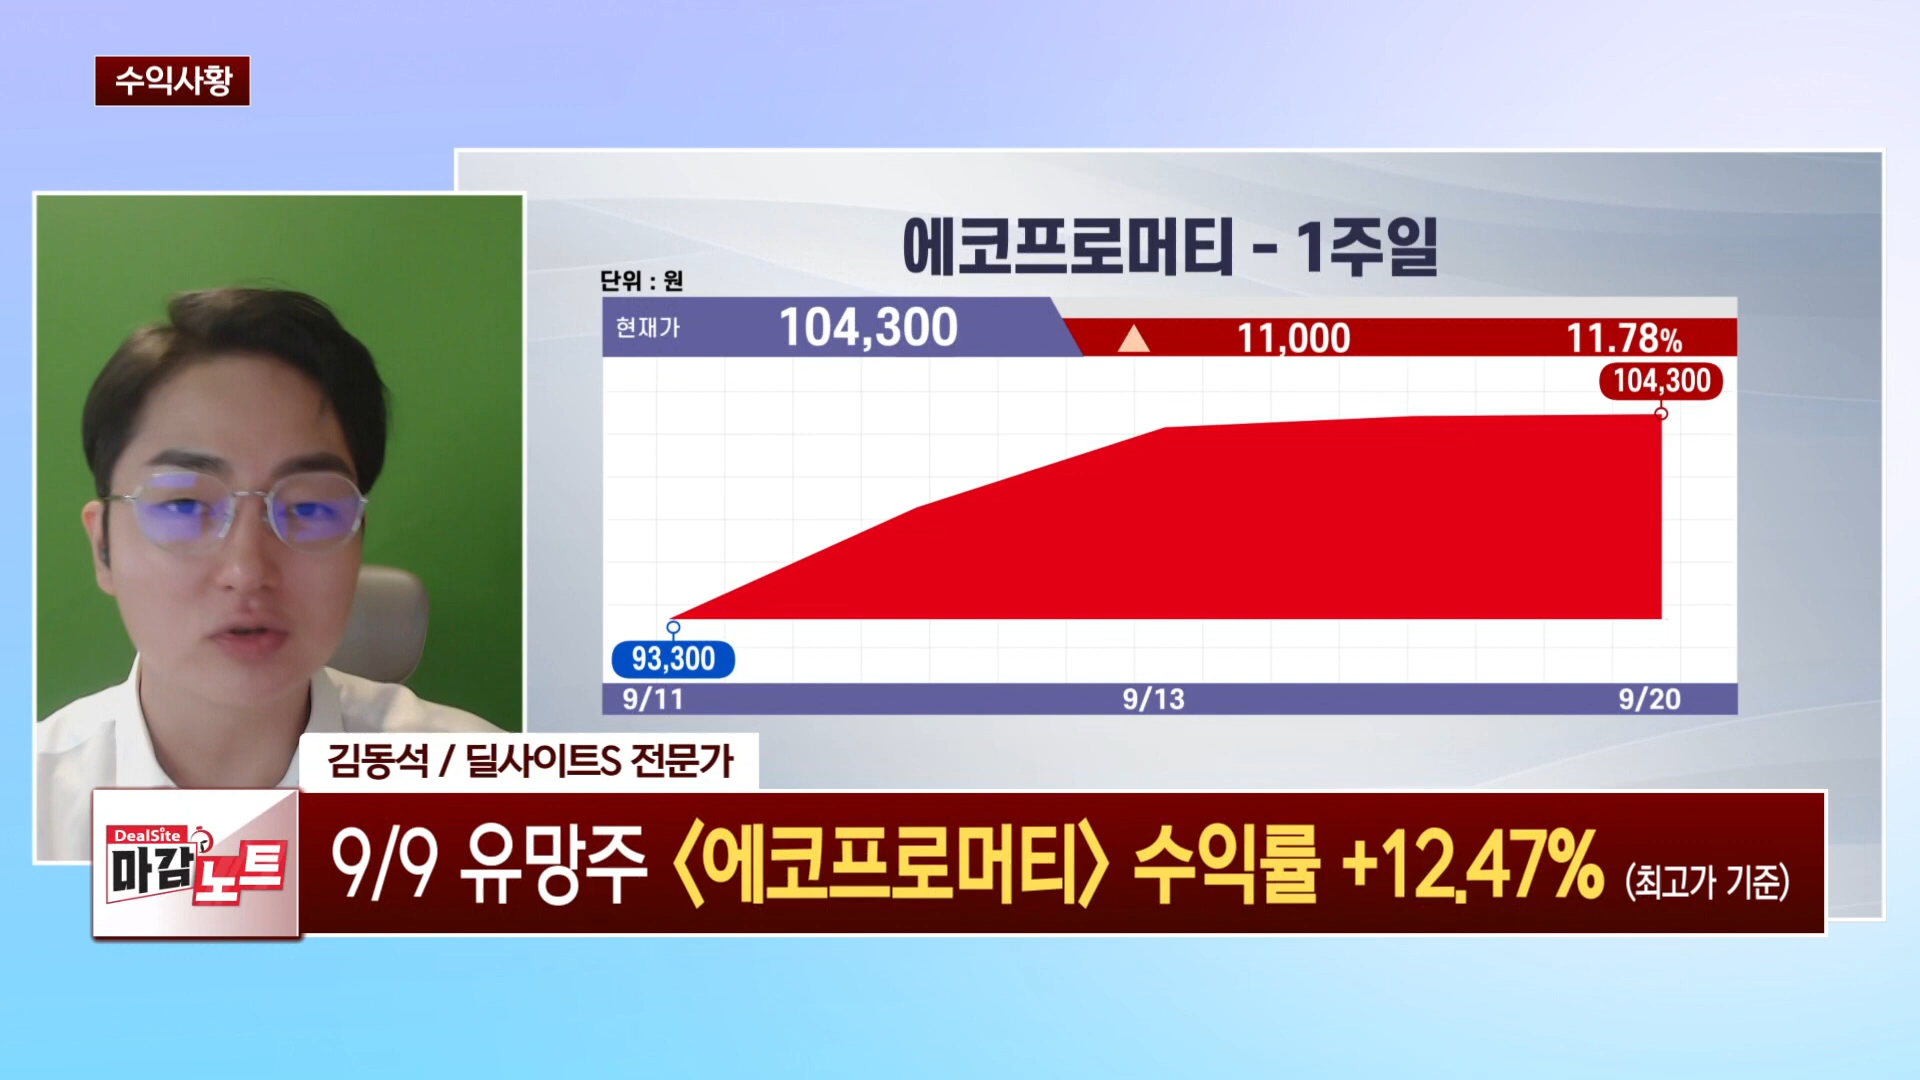 수익사황
에코프로머티 - 1주일
단위 : 원
현재가 104,300 ▲ 11,000 11.78%
104,300
93,300
9/11 9/13 9/20
김동석 / 딜사이트S 전문가
DealSite
마감노트
9/9 유망주 <에코프로머티> 수익률 +12.47% (최고가 기준)